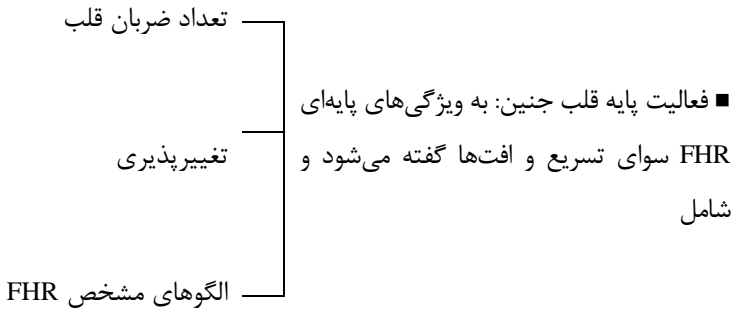 ■ فعالیت پایه قلب جنین: به ویژگی‌های پایه‌ای
FHR سوای تسریع و افت‌ها گفته می‌شود و
شامل
تعداد ضربان قلب
تغییرپذیری
الگوهای مشخص FHR